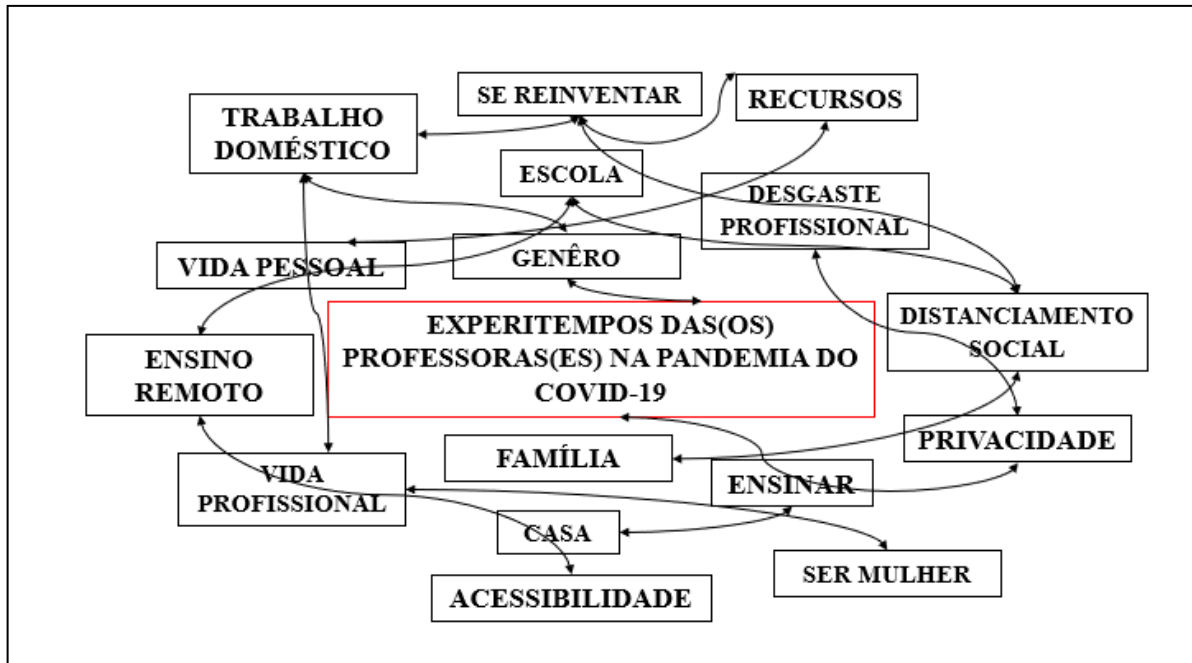 SE REINVENTAR
RECURSOS
TRABALHO
DOMÉSTICO
ESCOLA
DESGASTE
PROFISSIONAL
VIDA PESSOAL
GENÊRO
EXPERITEMPOS DAS(OS)
PROFESSORAS(ES) NA PANDEMIA DO
COVID-19
DISTANCIAMENTO
SOCIAL
ENSINO
REMOTO
PRIVACIDADE
FAMÍLIA
VIDA
PROFISSIONAL
ENSINAR
CASA
SER MULHER
ACESSIBILIDADE